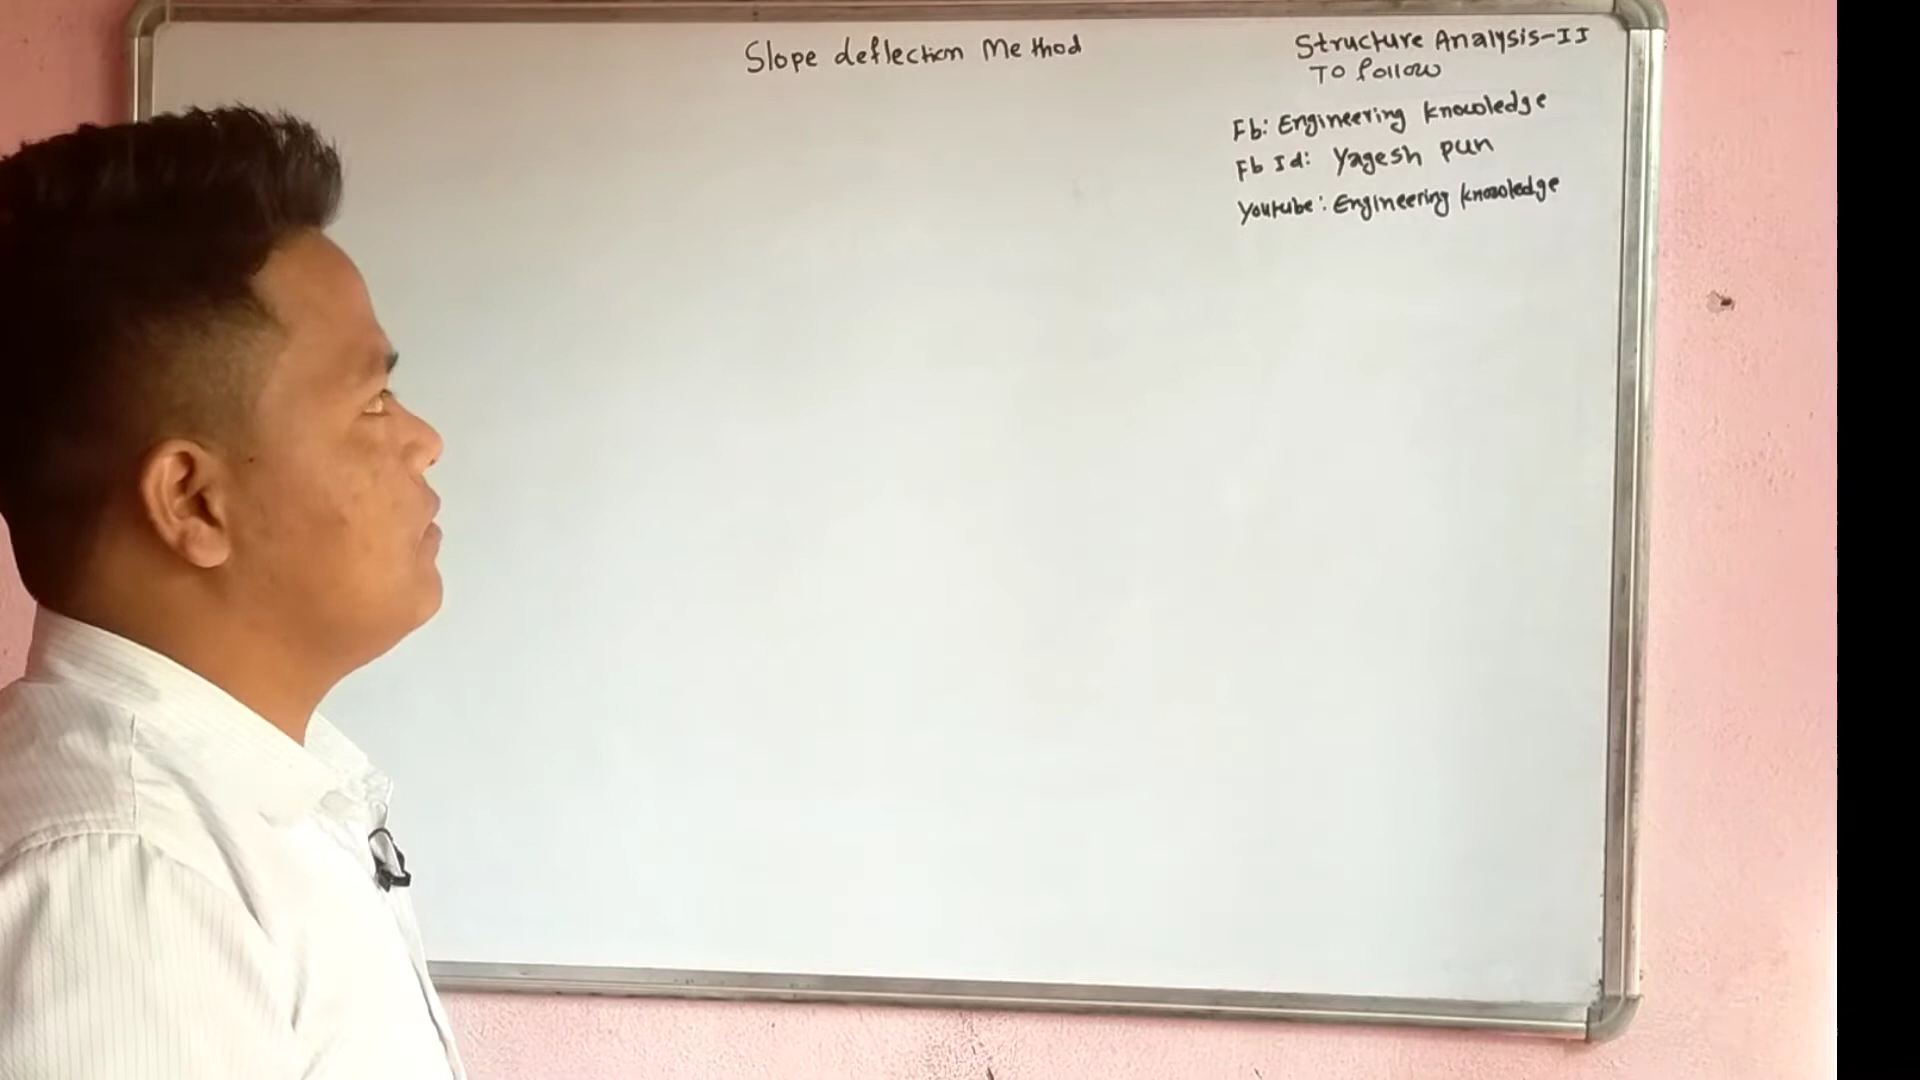 Slope deflection Method
Structure Analysis-II
To follow
Fb: Engineering knowledge
Fb Id: Yagesh pun
Youtube: Engineering knowledge